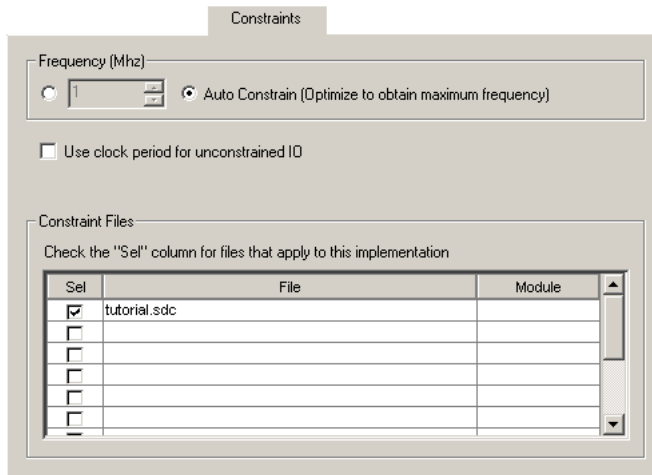 Constraints
Frequency (Mhz)
1 Auto Constrain (Optimize to obtain maximum frequency)
Use clock period for unconstrained IO
Constraint Files
Check the "Sel" column for files that apply to this implementation
Sel File Module
tutorial.sdc